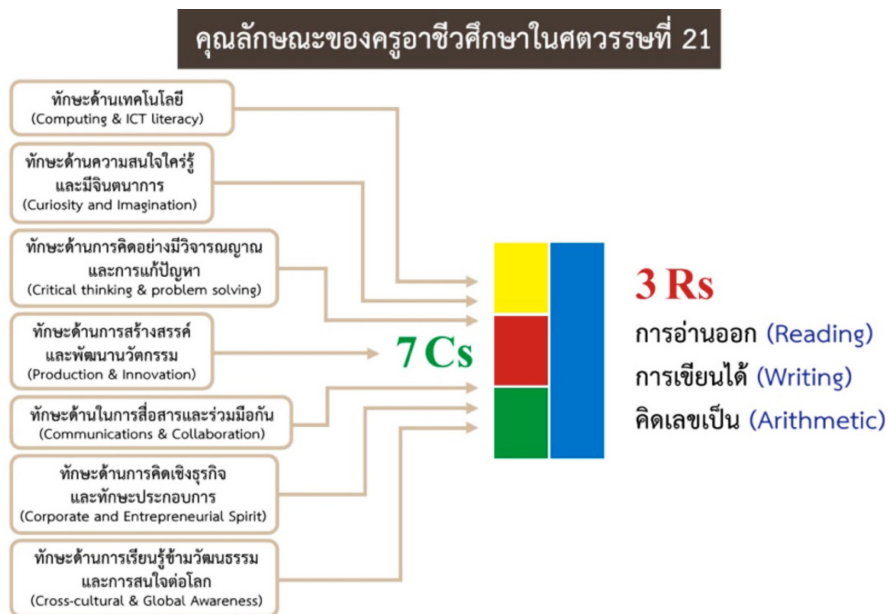 คุณลักษณะของครูอาชีวศึกษาในศตวรรษที่ 21
ทักษะด้านเทคโนโลยี
(Computing & ICT literacy)
ทักษะด้านความสนใจใคร่รู้
และมีจินตนาการ
(Curiosity and Imagination)
ทักษะด้านการคิดอย่างมีวิจารณญาณ
และการแก้ปัญหา
(Critical thinking & problem solving)
ทักษะด้านการสร้างสรรค์
และพัฒนานวัตกรรม
(Production & Innovation)
ทักษะด้านในการสื่อสารและร่วมมือกัน
(Communications & Collaboration)
ทักษะด้านการคิดเชิงธุรกิจ
และทักษะประกอบการ
(Corporate and Entrepreneurial Spirit)
ทักษะด้านการเรียนรู้ข้ามวัฒนธรรม
และการสนใจต่อโลก
(Cross-cultural & Global Awareness)
7 Cs
3 Rs
การอ่านออก (Reading)
การเขียนได้ (Writing)
คิดเลขเป็น (Arithmetic)